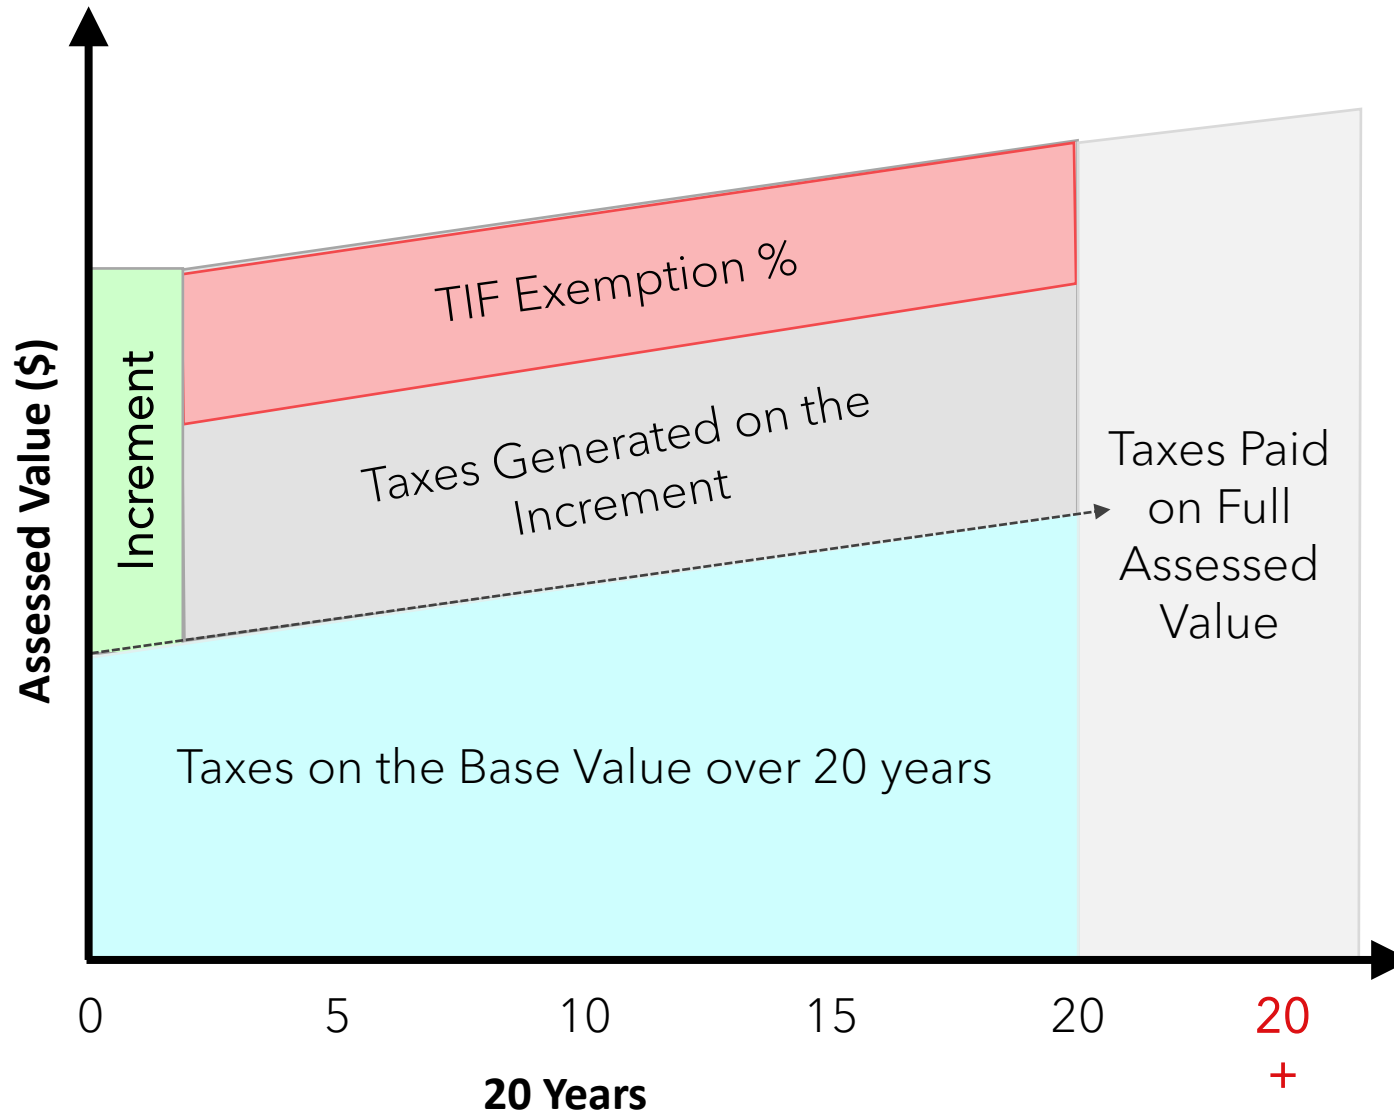 TIF Exemption %
Increment
Assessed Value ($)
Taxes Generated on the
Increment
Taxes Paid
on Full
Assessed
Value
Taxes on the Base Value over 20 years
0 5 10 15 20 20
+
20 Years